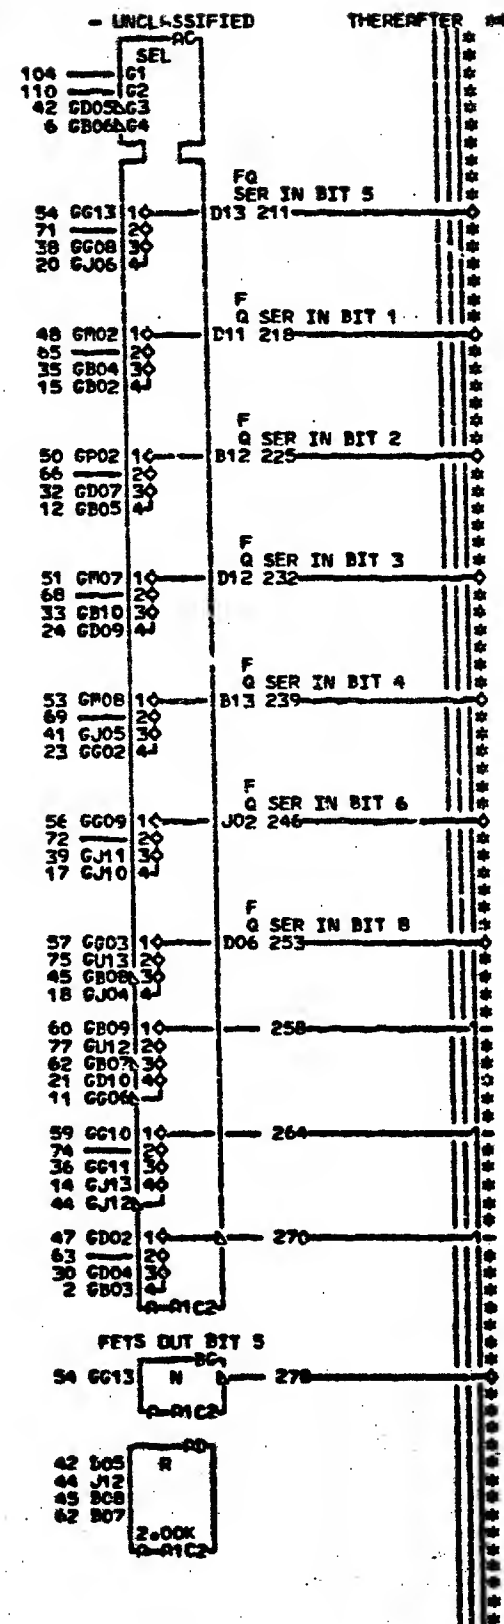 - UNCLASSIFIED THEREAFTER **
AC
SEL
104 G1
110 G2
42 GD05 G3
6 GB06 G4
FQ
SER IN BIT 5
54 GG13 1 D13 211
71 2
38 GG08 3
20 GJ06 4
F
Q SER IN BIT 1
48 GM02 1 D11 218
65 2
35 GB04 3
15 GB02 4
F
Q SER IN BIT 2
50 GP02 1 B12 225
66 2
32 GD07 3
12 GB05 4
F
Q SER IN BIT 3
51 GM07 1 D12 232
68 2
33 GB10 3
24 GD09 4
F
Q SER IN BIT 4
53 GM08 1 B13 239
69 2
41 GJ05 3
23 GG02 4
F
Q SER IN BIT 6
56 GG09 1 J02 246
72 2
39 GJ11 3
17 GJ10 4
F
Q SER IN BIT 8
57 GG03 1 D06 253
75 GU13 2
45 GB08 3
18 GJ04 4
60 GB09 1 258
77 GU12 2
62 GB07 3
21 GD10 4
11 GG06
59 GG10 1 264
74 2
36 GG11 3
14 GJ13 4
44 GJ12
47 GD02 1 270
63 2
30 GD04 3
2 GB03 4
A-A1C2
FETS OUT BIT 5
BG
54 GG13 N 278
A-A1C2
AD
42 D05 R
44 J12
45 B08
62 B07
2.00K
A-A1C2